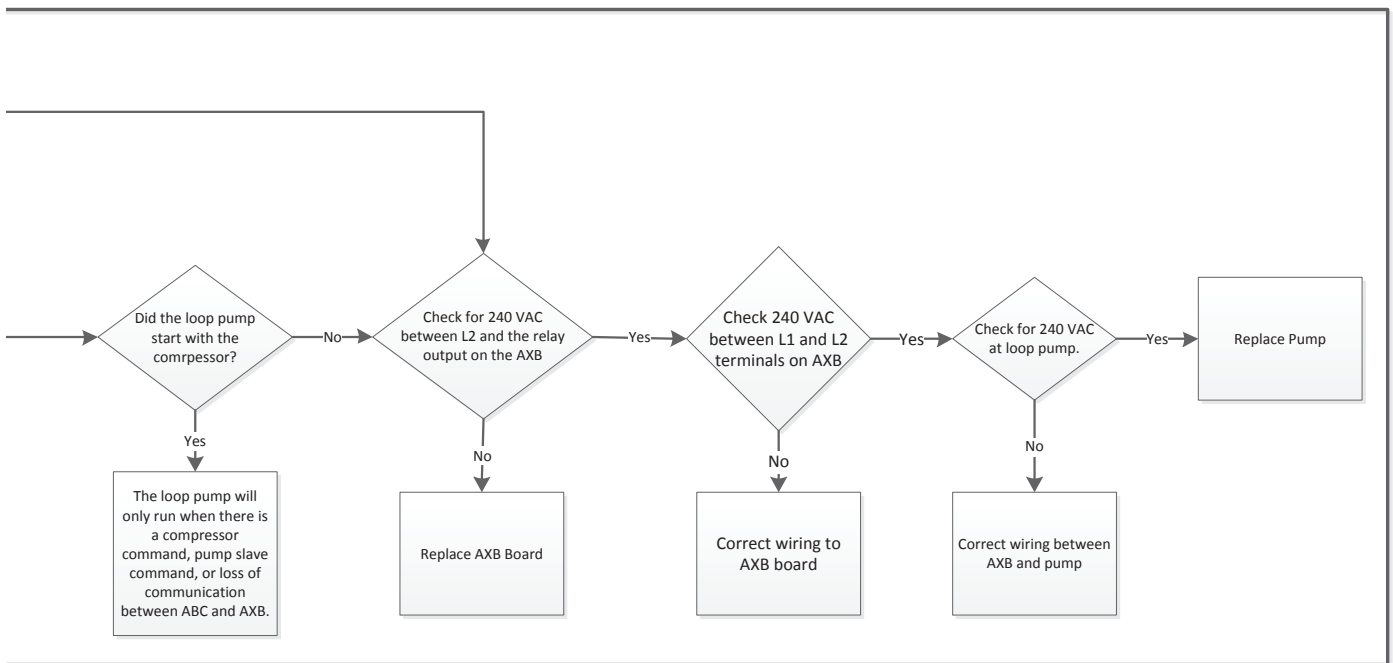 Did the loop pump
start with the
comrpessor?
No
Check for 240 VAC
between L2 and the relay
output on the AXB
Yes
Check 240 VAC
between L1 and L2
terminals on AXB
Yes
Check for 240 VAC
at loop pump.
Yes
Replace Pump
Yes
No
No
No
The loop pump will
only run when there is
a compressor
command, pump slave
command, or loss of
communication
between ABC and AXB.
Replace AXB Board
Correct wiring to
AXB board
Correct wiring between
AXB and pump